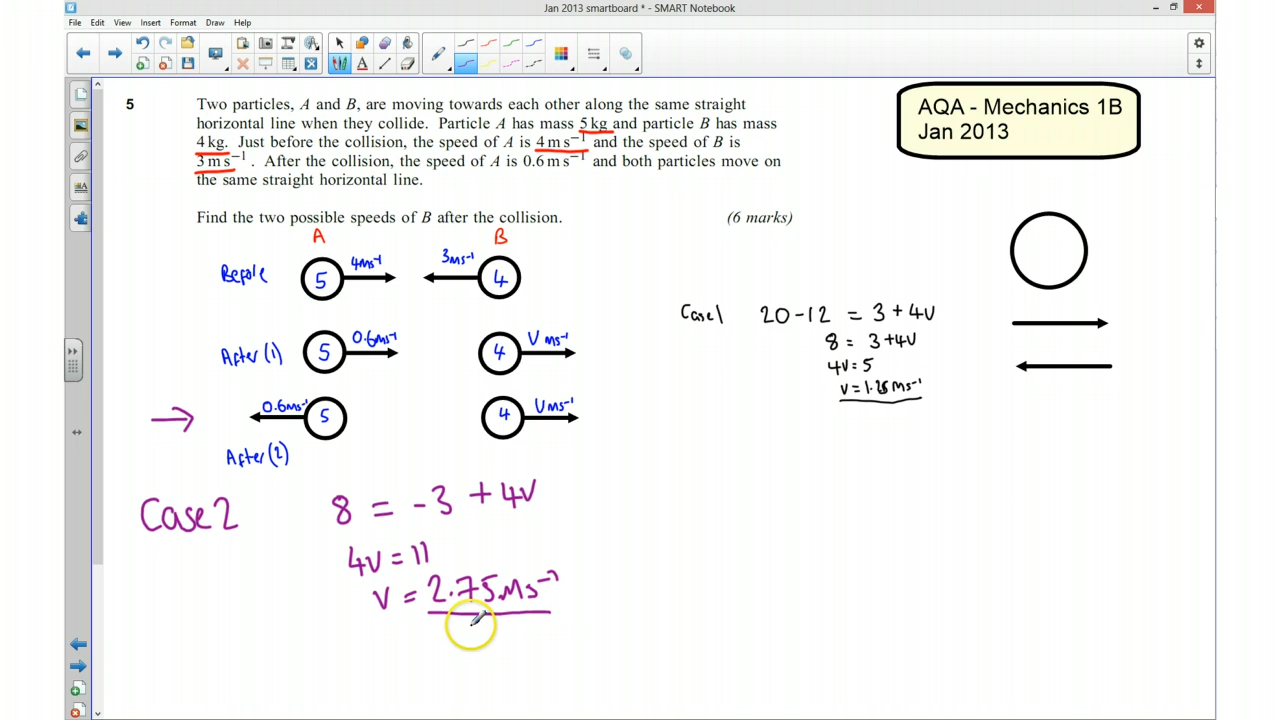 Jan 2013 smartboard * - SMART Notebook
File Edit View Insert Format Tools Draw Help
AQA - Mechanics 1B
Jan 2013
5 Two particles, A and B, are moving towards each other along the same straight
horizontal line when they collide. Particle A has mass 5 kg and particle B has mass
4 kg. Just before the collision, the speed of A is 4 m s⁻¹ and the speed of B is
3 m s⁻¹. After the collision, the speed of A is 0.6 m s⁻¹ and both particles move on
the same straight horizontal line.
Find the two possible speeds of B after the collision. (6 marks)
A B
Before 5 4ms⁻¹ 3ms⁻¹ 4
After (1) 5 0.6ms⁻¹ 4 V ms⁻¹
0.6ms⁻¹ 5 4 Vms⁻¹
After (2)
Case 1 20 - 12 = 3 + 4V
8 = 3 + 4V
4V = 5
V = 1.25 ms⁻¹
Case 2 8 = -3 + 4V
4V = 11
V = 2.75 ms⁻¹